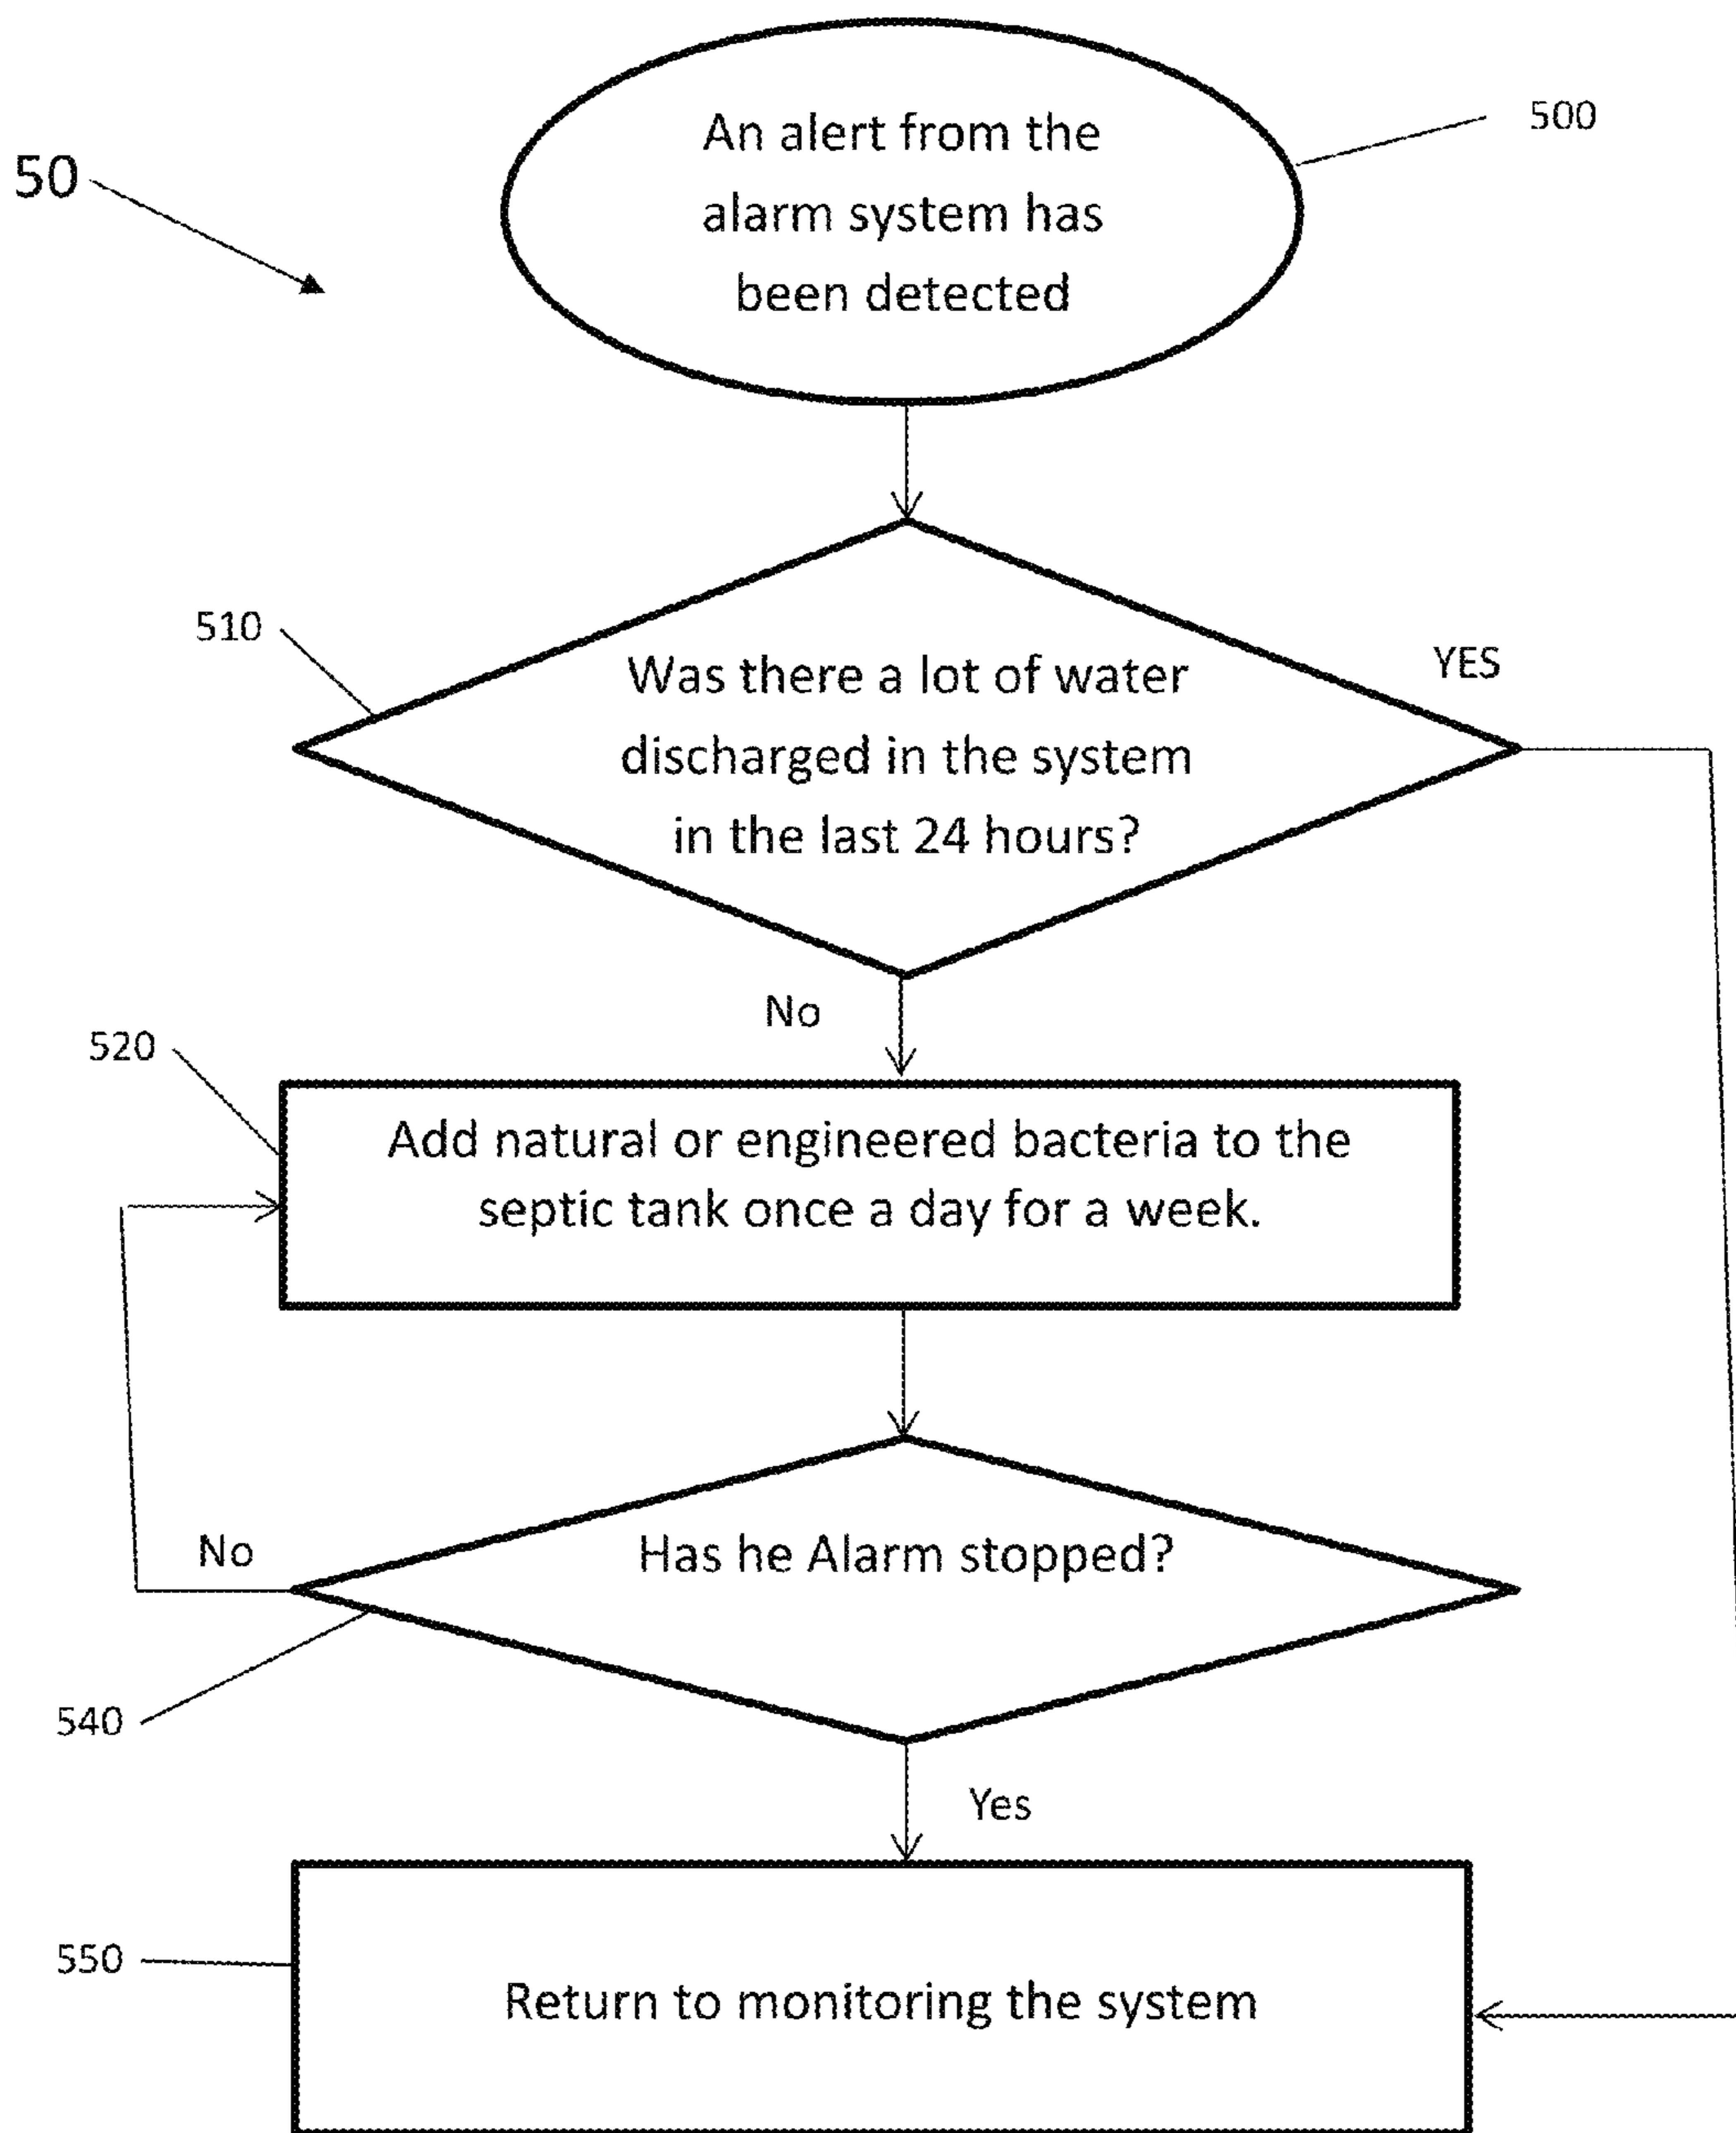 An alert from the
alarm system has
been detected
500
50
510
Was there a lot of water
discharged in the system
in the last 24 hours?
YES
No
520
Add natural or engineered bacteria to the
septic tank once a day for a week.
Has he Alarm stopped?
No
540
Yes
550
Return to monitoring the system